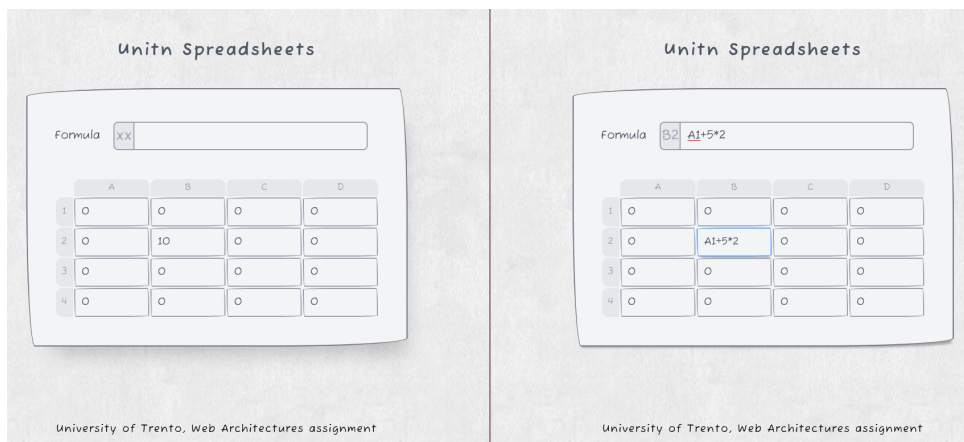 Unitn Spreadsheets
Formula xx
A B C D
1 0 0 0 0
2 0 10 0 0
3 0 0 0 0
4 0 0 0 0
University of Trento, Web Architectures assignment
Unitn Spreadsheets
Formula B2 A1+5*2
A B C D
1 0 0 0 0
2 0 A1+5*2 0 0
3 0 0 0 0
4 0 0 0 0
University of Trento, Web Architectures assignment